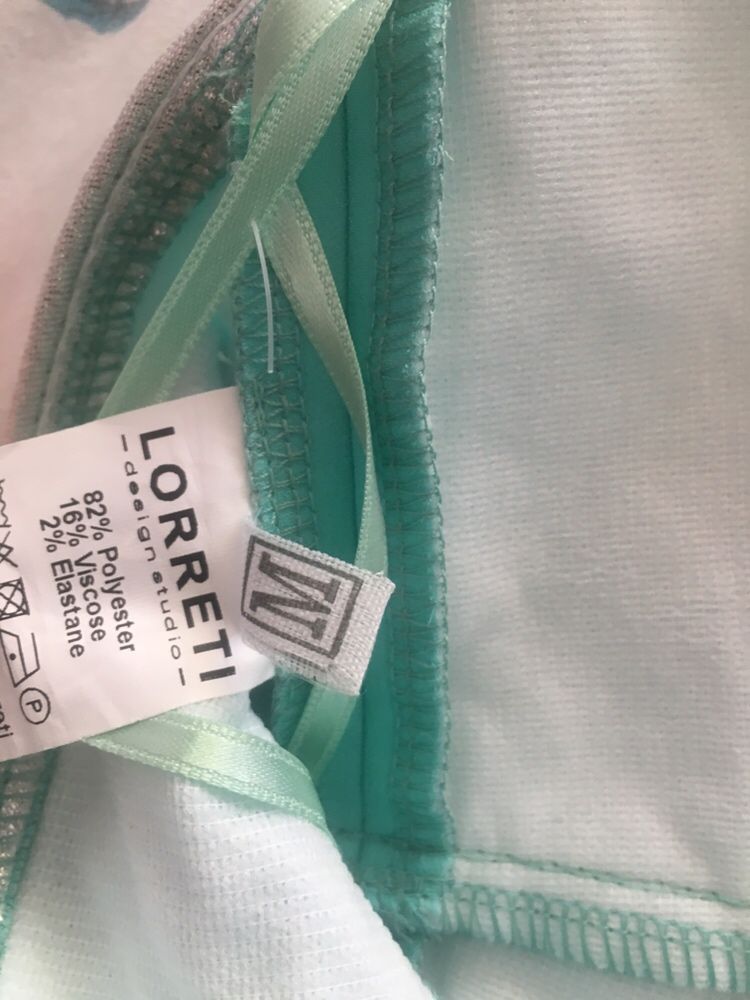 LORRETI
— design studio —
82% Polyester
16% Viscose
2% Elastane
P
M